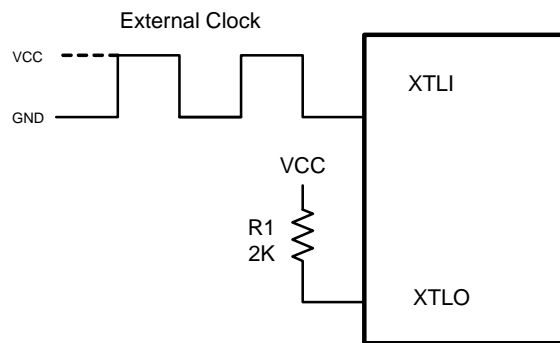 External Clock
VCC
GND
XTLI
VCC
R1
2K
XTLO